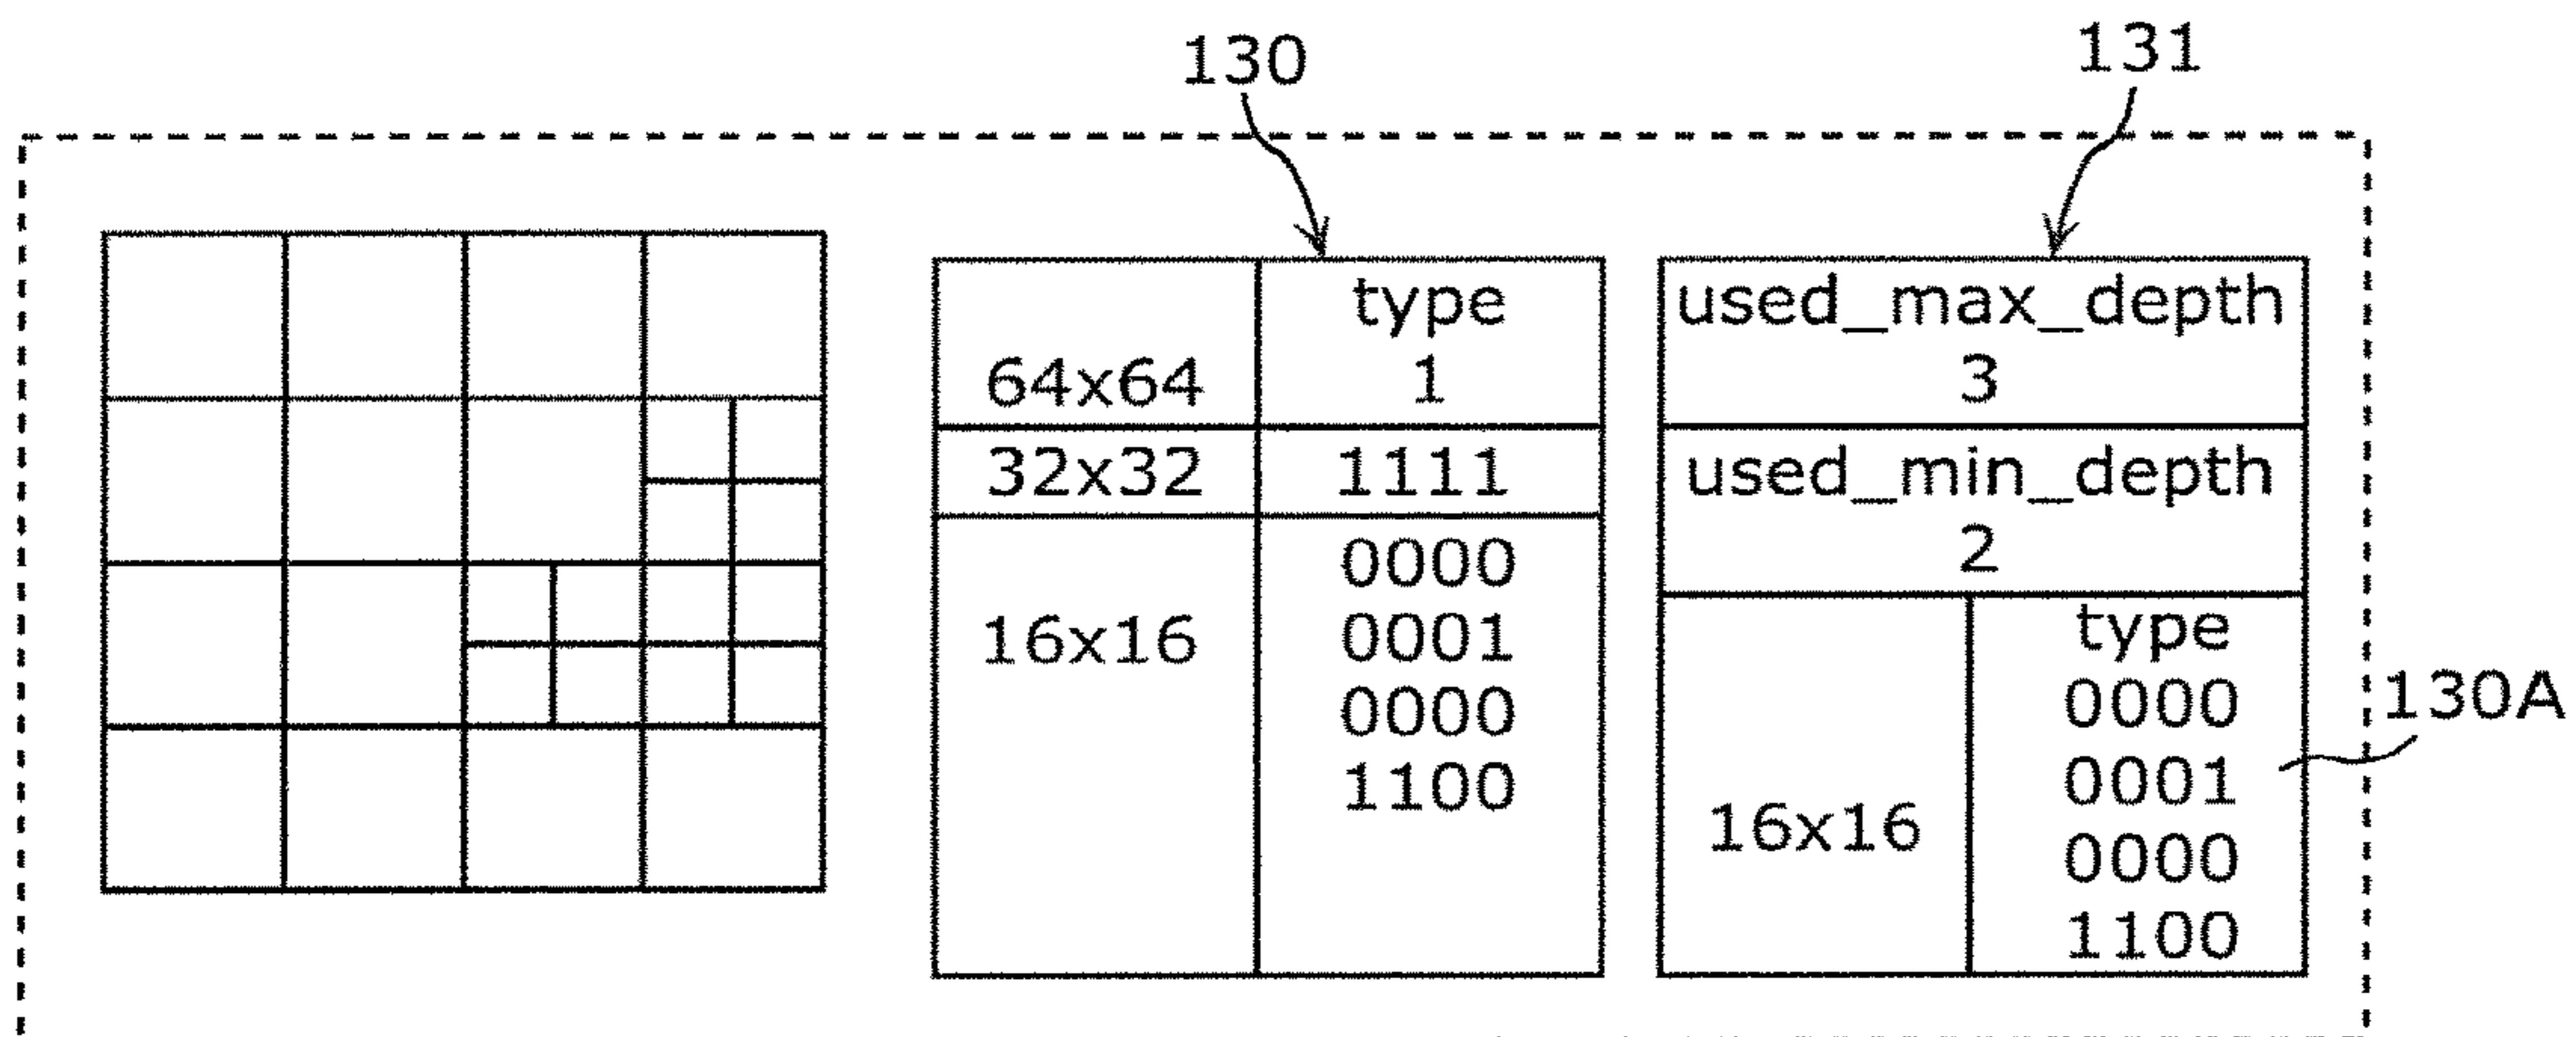 130
131
type
64x64 1
32x32 1111
16x16
0000
0001
0000
1100
used_max_depth
3
used_min_depth
2
16x16
type
0000
0001
0000
1100
130A